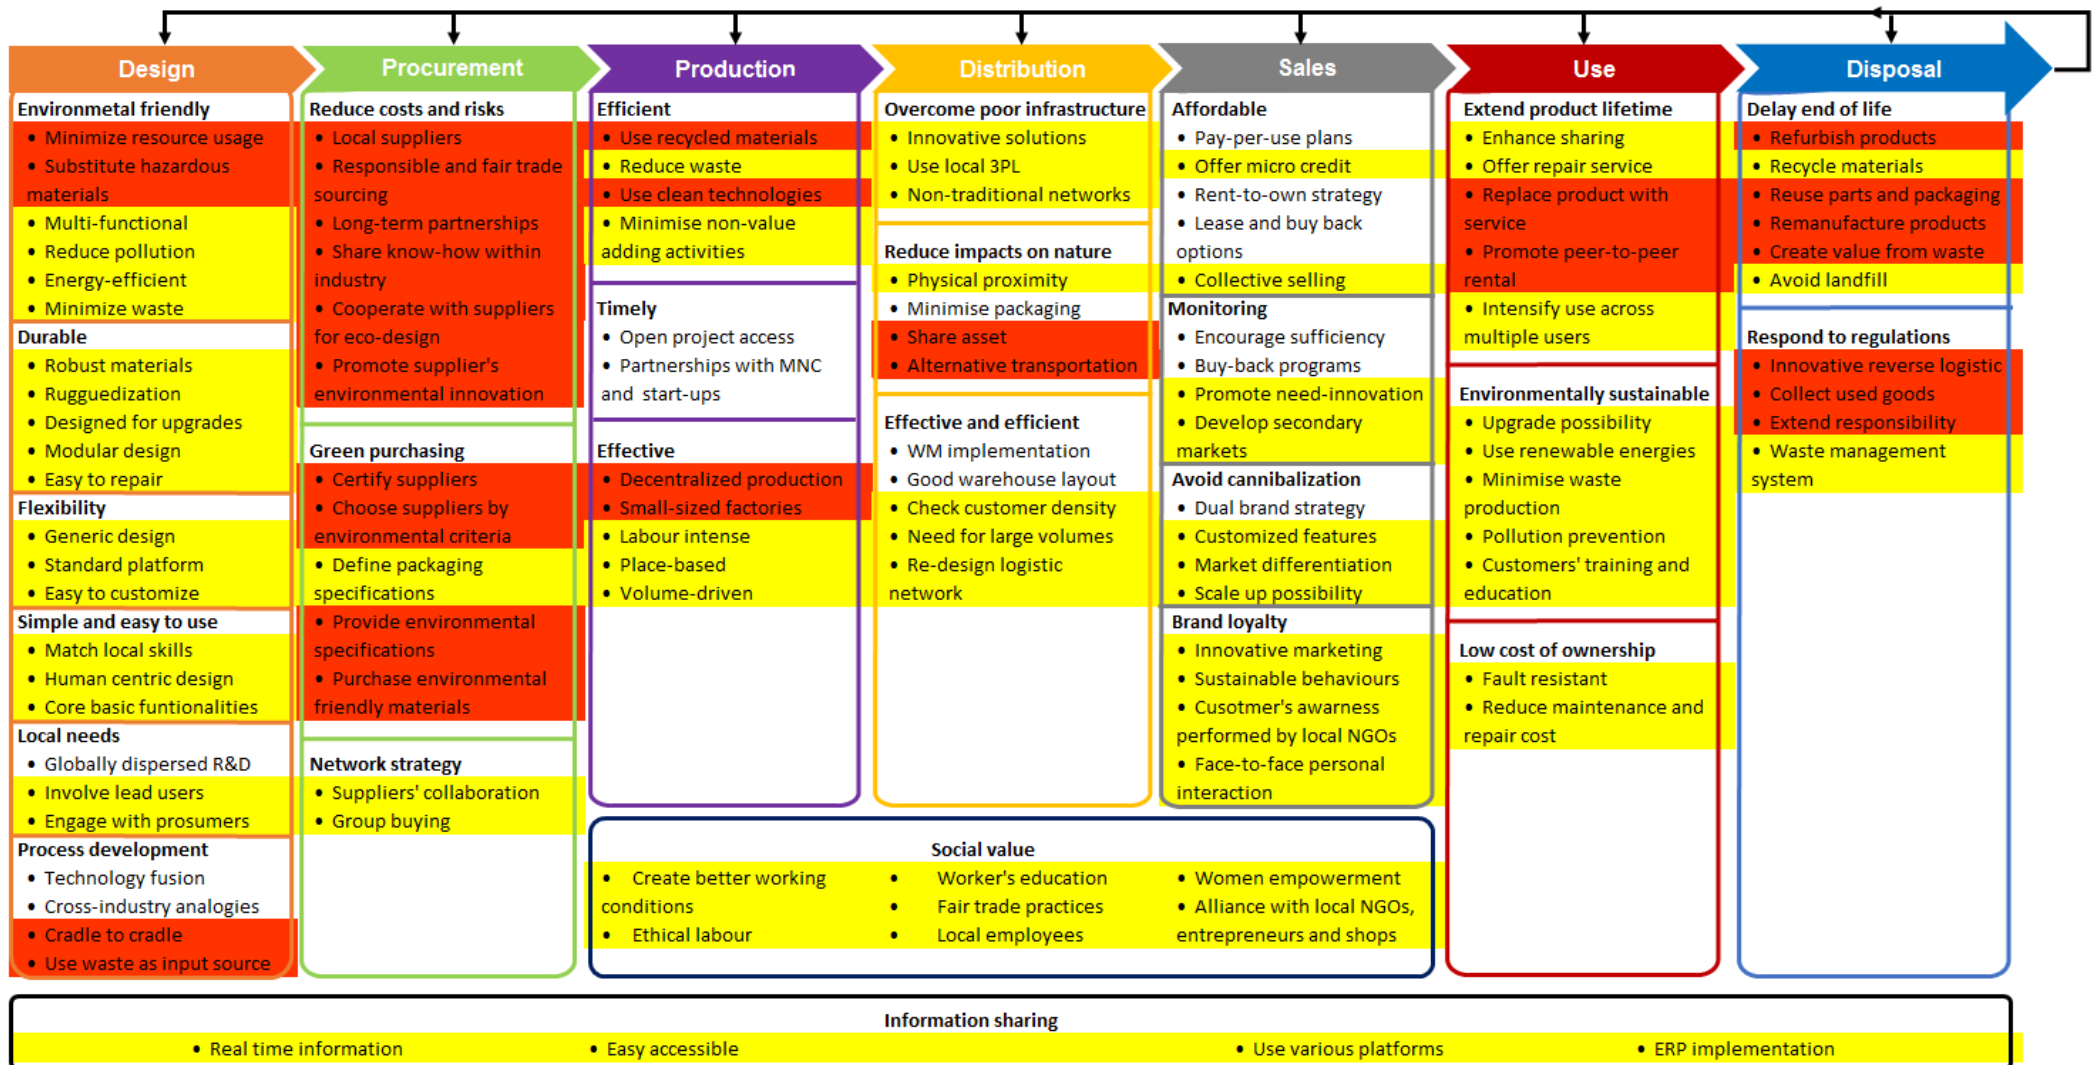 Design
Environmetal friendly
• Minimize resource usage
• Substitute hazardous
materials
• Multi-functional
• Reduce pollution
• Energy-efficient
• Minimize waste
Durable
• Robust materials
• Rugguedization
• Designed for upgrades
• Modular design
• Easy to repair
Flexibility
• Generic design
• Standard platform
• Easy to customize
Simple and easy to use
• Match local skills
• Human centric design
• Core basic funtionalities
Local needs
• Globally dispersed R&D
• Involve lead users
• Engage with prosumers
Process development
• Technology fusion
• Cross-industry analogies
• Cradle to cradle
• Use waste as input source
Procurement
Reduce costs and risks
• Local suppliers
• Responsible and fair trade
sourcing
• Long-term partnerships
• Share know-how within
industry
• Cooperate with suppliers
for eco-design
• Promote supplier's
environmental innovation
Green purchasing
• Certify suppliers
• Choose suppliers by
environmental criteria
• Define packaging
specifications
• Provide environmental
specifications
• Purchase environmental
friendly materials
Network strategy
• Suppliers' collaboration
• Group buying
Production
Efficient
• Use recycled materials
• Reduce waste
• Use clean technologies
• Minimise non-value
adding activities
Timely
• Open project access
• Partnerships with MNC
and start-ups
Effective
• Decentralized production
• Small-sized factories
• Labour intense
• Place-based
• Volume-driven
Distribution
Overcome poor infrastructure
• Innovative solutions
• Use local 3PL
• Non-traditional networks
Reduce impacts on nature
• Physical proximity
• Minimise packaging
• Share asset
• Alternative transportation
Effective and efficient
• WM implementation
• Good warehouse layout
• Check customer density
• Need for large volumes
• Re-design logistic
network
Sales
Affordable
• Pay-per-use plans
• Offer micro credit
• Rent-to-own strategy
• Lease and buy back
options
• Collective selling
Monitoring
• Encourage sufficiency
• Buy-back programs
• Promote need-innovation
• Develop secondary
markets
Avoid cannibalization
• Dual brand strategy
• Customized features
• Market differentiation
• Scale up possibility
Brand loyalty
• Innovative marketing
• Sustainable behaviours
• Cusotmer's awarness
performed by local NGOs
• Face-to-face personal
interaction
Use
Extend product lifetime
• Enhance sharing
• Offer repair service
• Replace product with
service
• Promote peer-to-peer
rental
• Intensify use across
multiple users
Environmentally sustainable
• Upgrade possibility
• Use renewable energies
• Minimise waste
production
• Pollution prevention
• Customers' training and
education
Low cost of ownership
• Fault resistant
• Reduce maintenance and
repair cost
Disposal
Delay end of life
• Refurbish products
• Recycle materials
• Reuse parts and packaging
• Remanufacture products
• Create value from waste
• Avoid landfill
Respond to regulations
• Innovative reverse logistic
• Collect used goods
• Extend responsibility
• Waste management
system
Social value
• Create better working
conditions
• Ethical labour
• Worker's education
• Fair trade practices
• Local employees
• Women empowerment
• Alliance with local NGOs,
entrepreneurs and shops
Information sharing
• Real time information
• Easy accessible
• Use various platforms
• ERP implementation